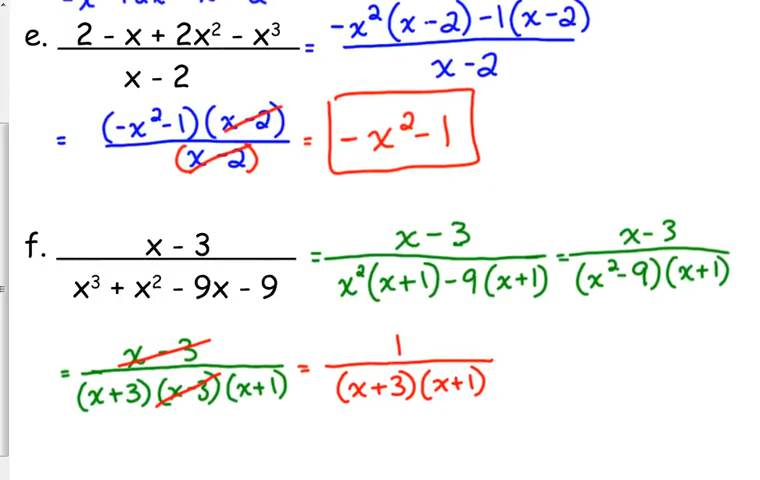 e. (2 - x + 2x² - x³)/(x - 2) = (-x²(x-2)-1(x-2))/(x-2)
= ((-x²-1)(x-2))/((x-2)) = -x²-1
f. (x - 3)/(x³ + x² - 9x - 9) = (x-3)/(x²(x+1)-9(x+1)) = (x-3)/((x²-9)(x+1))
= (x-3)/((x+3)(x-3)(x+1)) = 1/((x+3)(x+1))